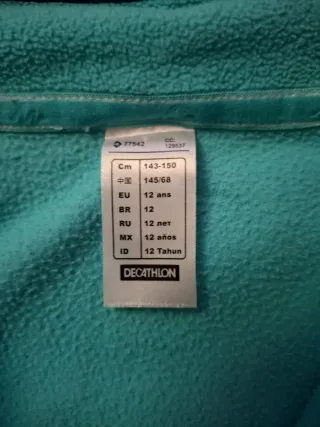 77542 CC:
129537
Cm 143-150
中国 145/68
EU 12 ans
BR 12
RU 12 лет
MX 12 años
ID 12 Tahun
DECATHLON